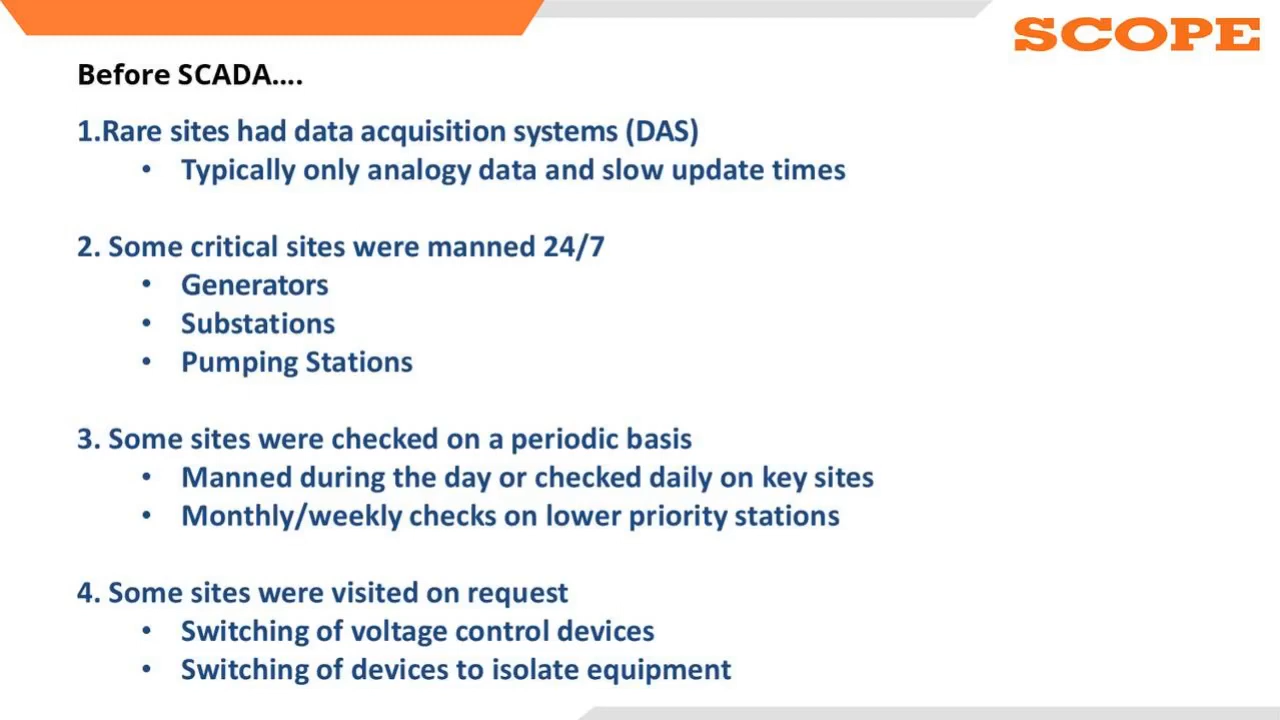 SCOPE
Before SCADA....
1.Rare sites had data acquisition systems (DAS)
• Typically only analogy data and slow update times
2. Some critical sites were manned 24/7
• Generators
• Substations
• Pumping Stations
3. Some sites were checked on a periodic basis
• Manned during the day or checked daily on key sites
• Monthly/weekly checks on lower priority stations
4. Some sites were visited on request
• Switching of voltage control devices
• Switching of devices to isolate equipment